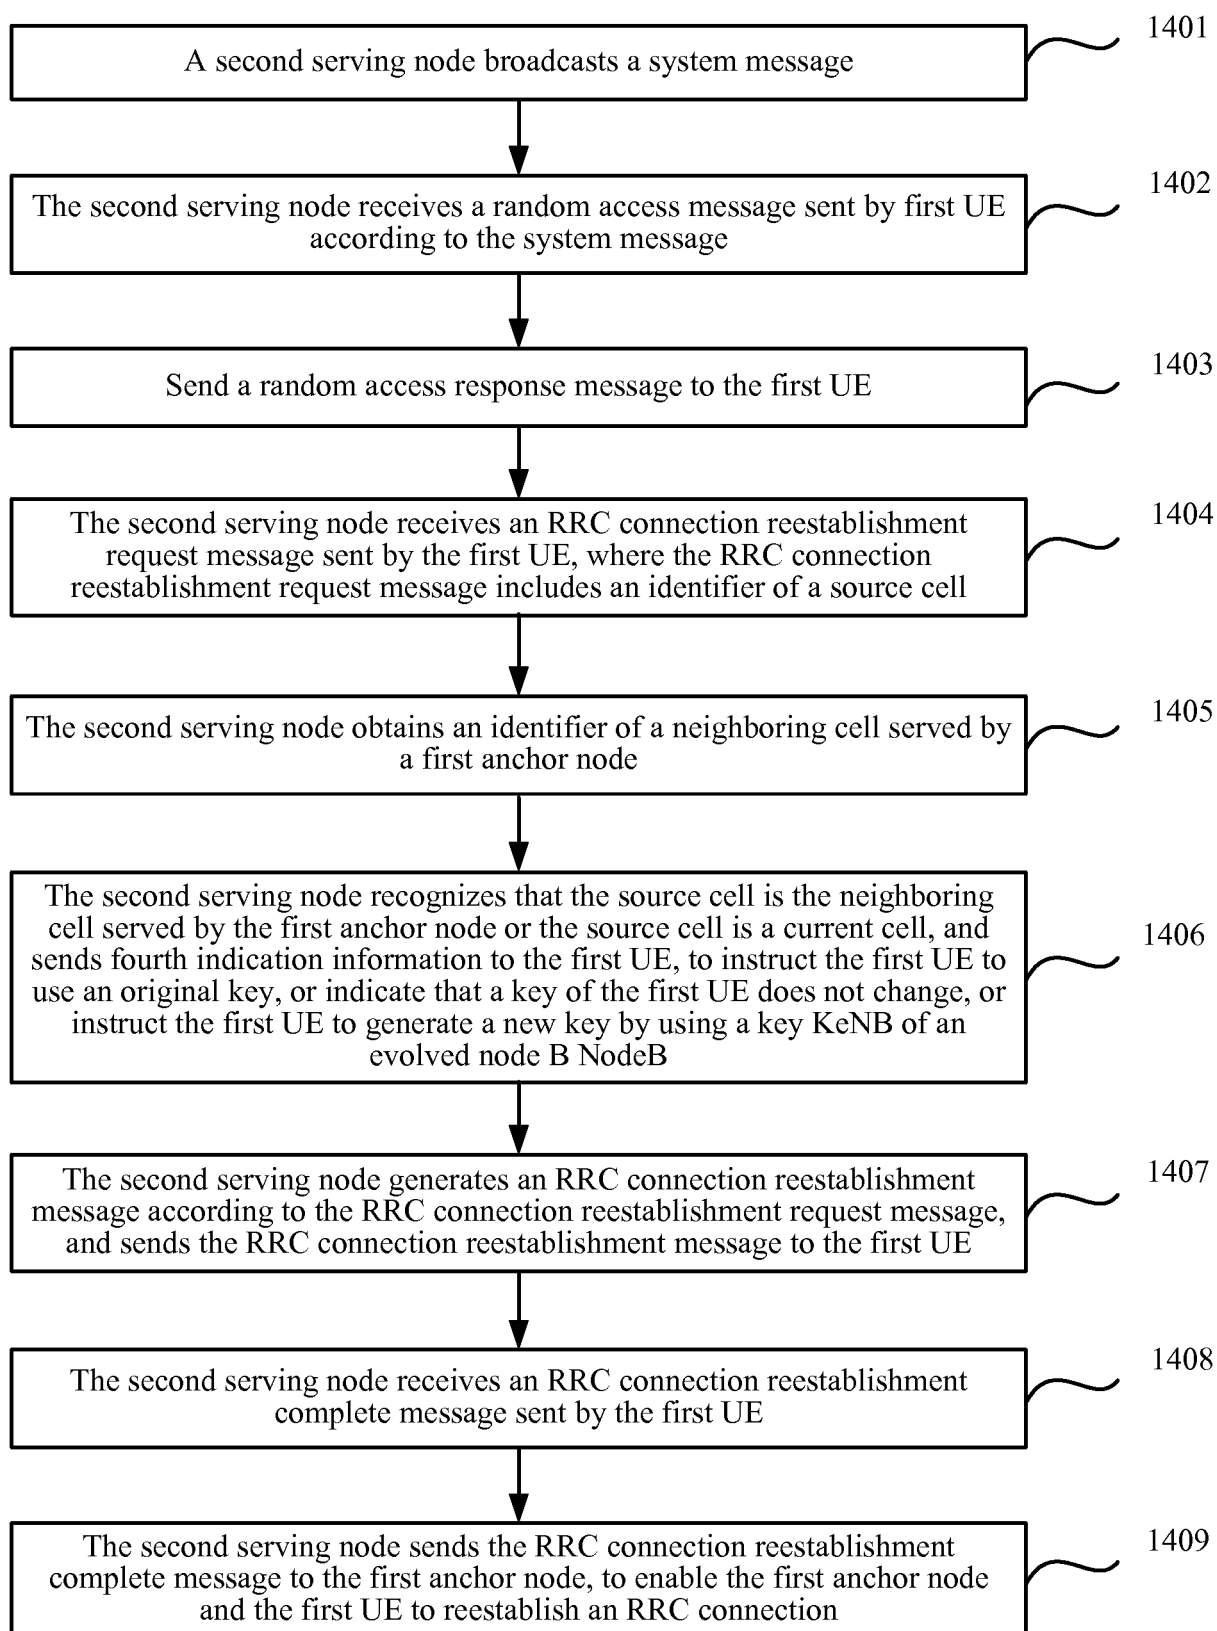 1401
A second serving node broadcasts a system message
1402
The second serving node receives a random access message sent by first UE
according to the system message
1403
Send a random access response message to the first UE
1404
The second serving node receives an RRC connection reestablishment
request message sent by the first UE, where the RRC connection
reestablishment request message includes an identifier of a source cell
1405
The second serving node obtains an identifier of a neighboring cell served by
a first anchor node
1406
The second serving node recognizes that the source cell is the neighboring
cell served by the first anchor node or the source cell is a current cell, and
sends fourth indication information to the first UE, to instruct the first UE to
use an original key, or indicate that a key of the first UE does not change, or
instruct the first UE to generate a new key by using a key KeNB of an
evolved node B NodeB
1407
The second serving node generates an RRC connection reestablishment
message according to the RRC connection reestablishment request message,
and sends the RRC connection reestablishment message to the first UE
1408
The second serving node receives an RRC connection reestablishment
complete message sent by the first UE
1409
The second serving node sends the RRC connection reestablishment
complete message to the first anchor node, to enable the first anchor node
and the first UE to reestablish an RRC connection